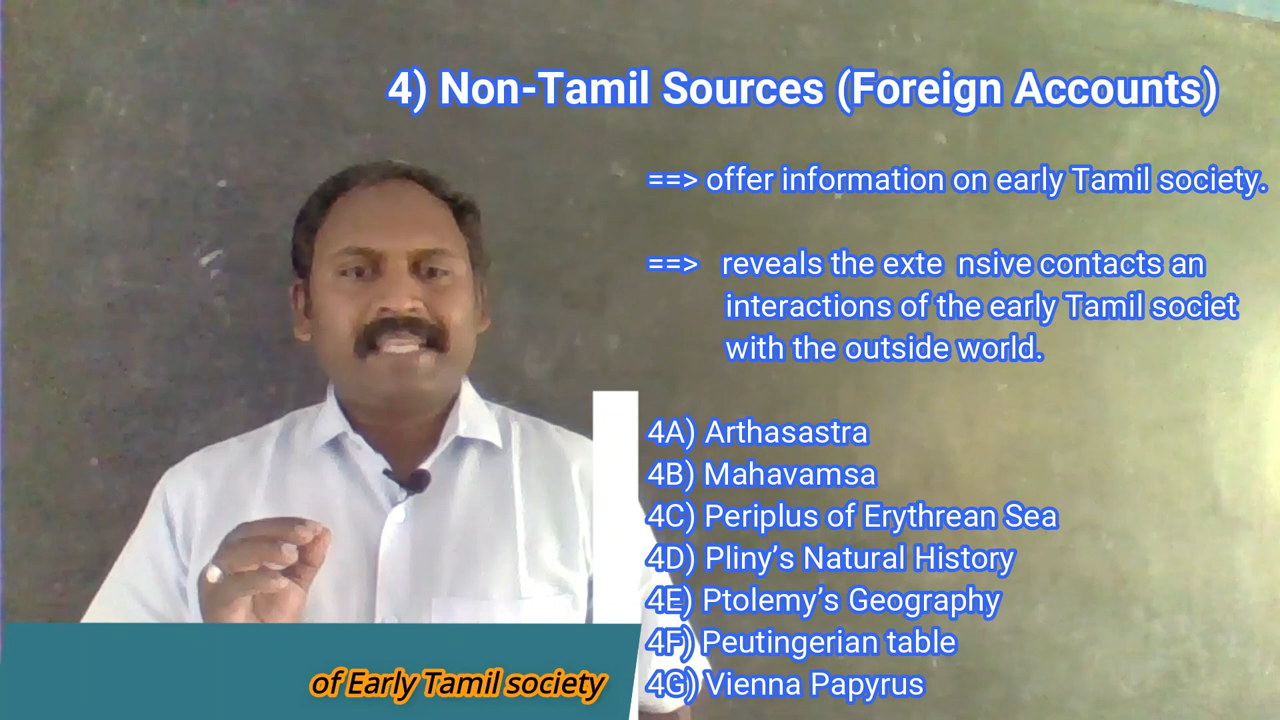 4) Non-Tamil Sources (Foreign Accounts)
==> offer information on early Tamil society.
==> reveals the exte nsive contacts an
interactions of the early Tamil societ
with the outside world.
4A) Arthasastra
4B) Mahavamsa
4C) Periplus of Erythrean Sea
4D) Pliny’s Natural History
4E) Ptolemy’s Geography
4F) Peutingerian table
4G) Vienna Papyrus
of Early Tamil society